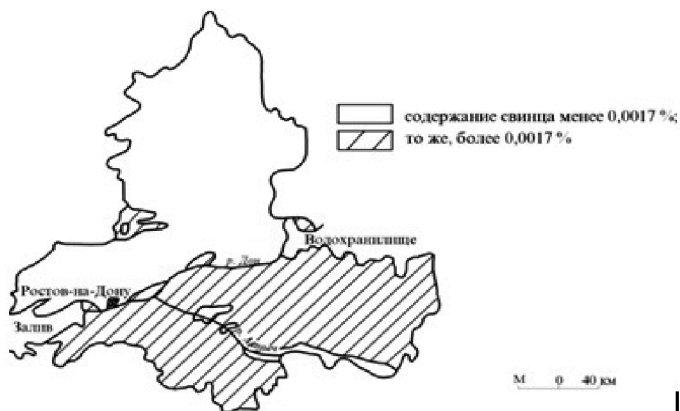 содержание свинца менее 0,0017 %;
то же, более 0,0017 %
Водохранилище
р. Дон
Ростов-на-Дону
Залив
М 0 40 км